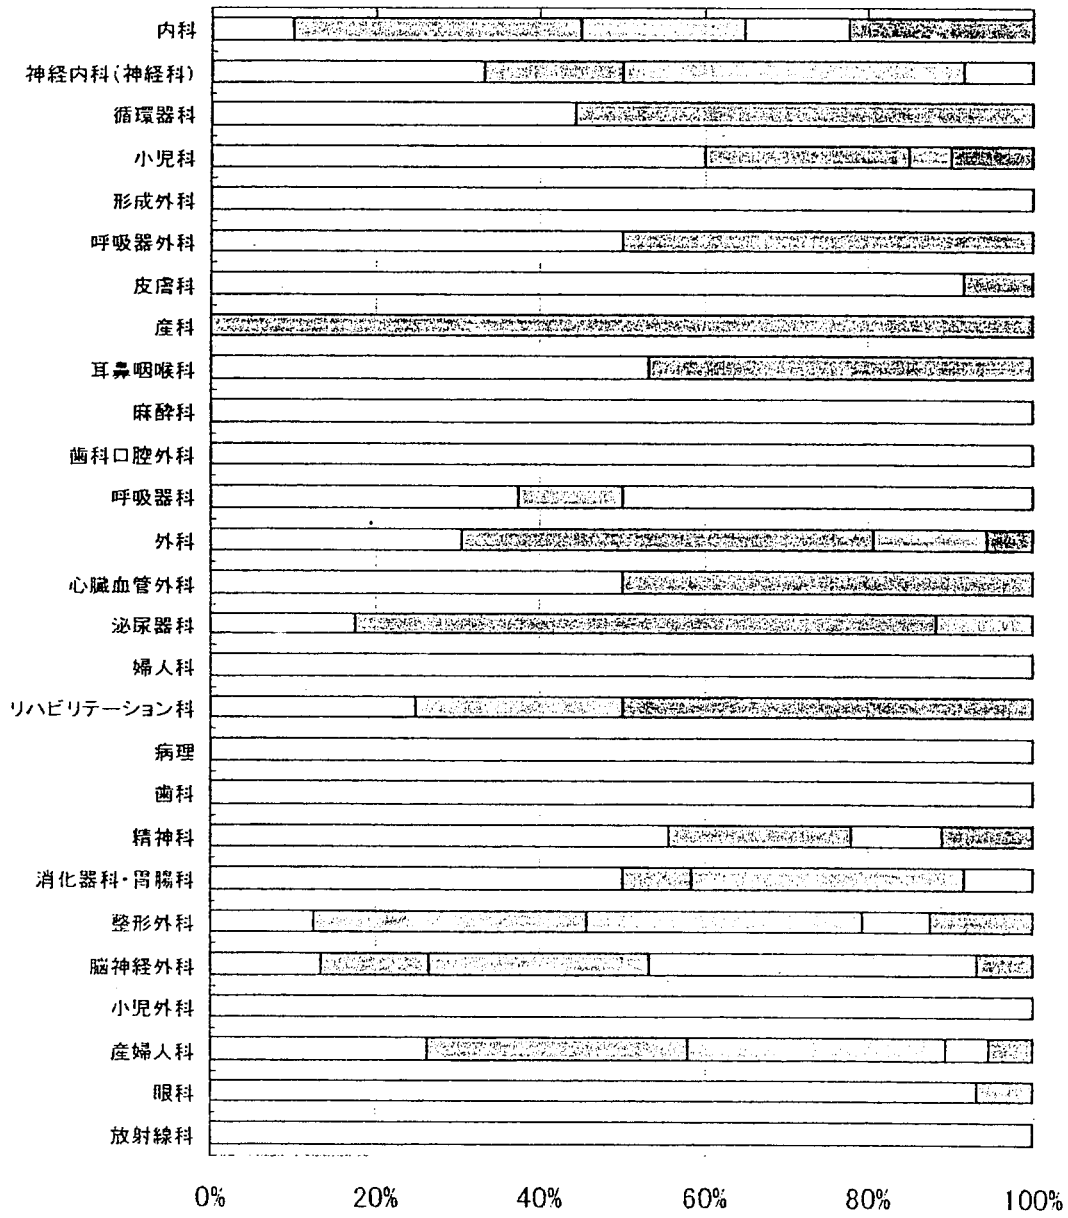 内科
神経内科(神経科)
循環器科
小児科
形成外科
呼吸器外科
皮膚科
産科
耳鼻咽喉科
麻酔科
歯科口腔外科
呼吸器科
外科
心臓血管外科
泌尿器科
婦人科
リハビリテーション科
病理
歯科
精神科
消化器科・胃腸科
整形外科
脳神経外科
小児外科
産婦人科
眼科
放射線科
0% 20% 40% 60% 80% 100%